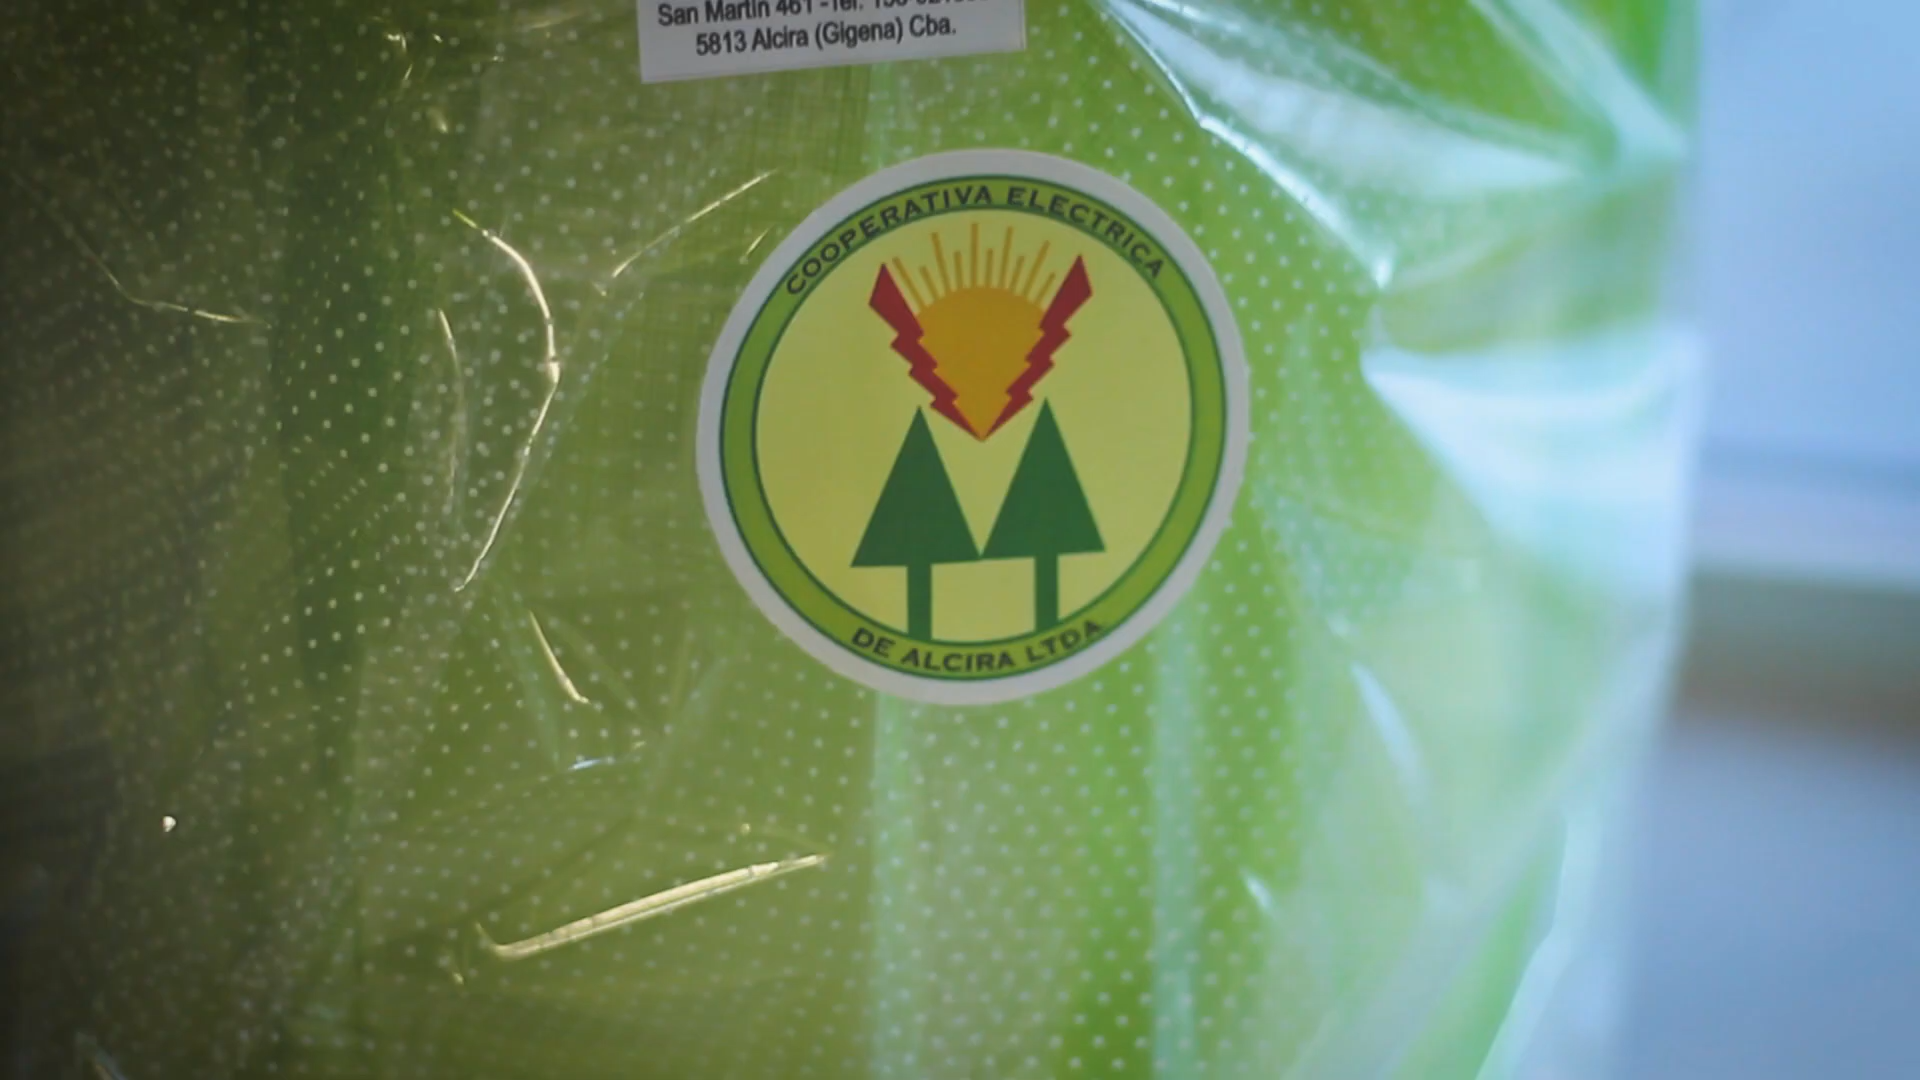 San Martin 461 - Tel.
5813 Alcira (Gigena) Cba.
COOPERATIVA ELECTRICA
DE ALCIRA LTDA